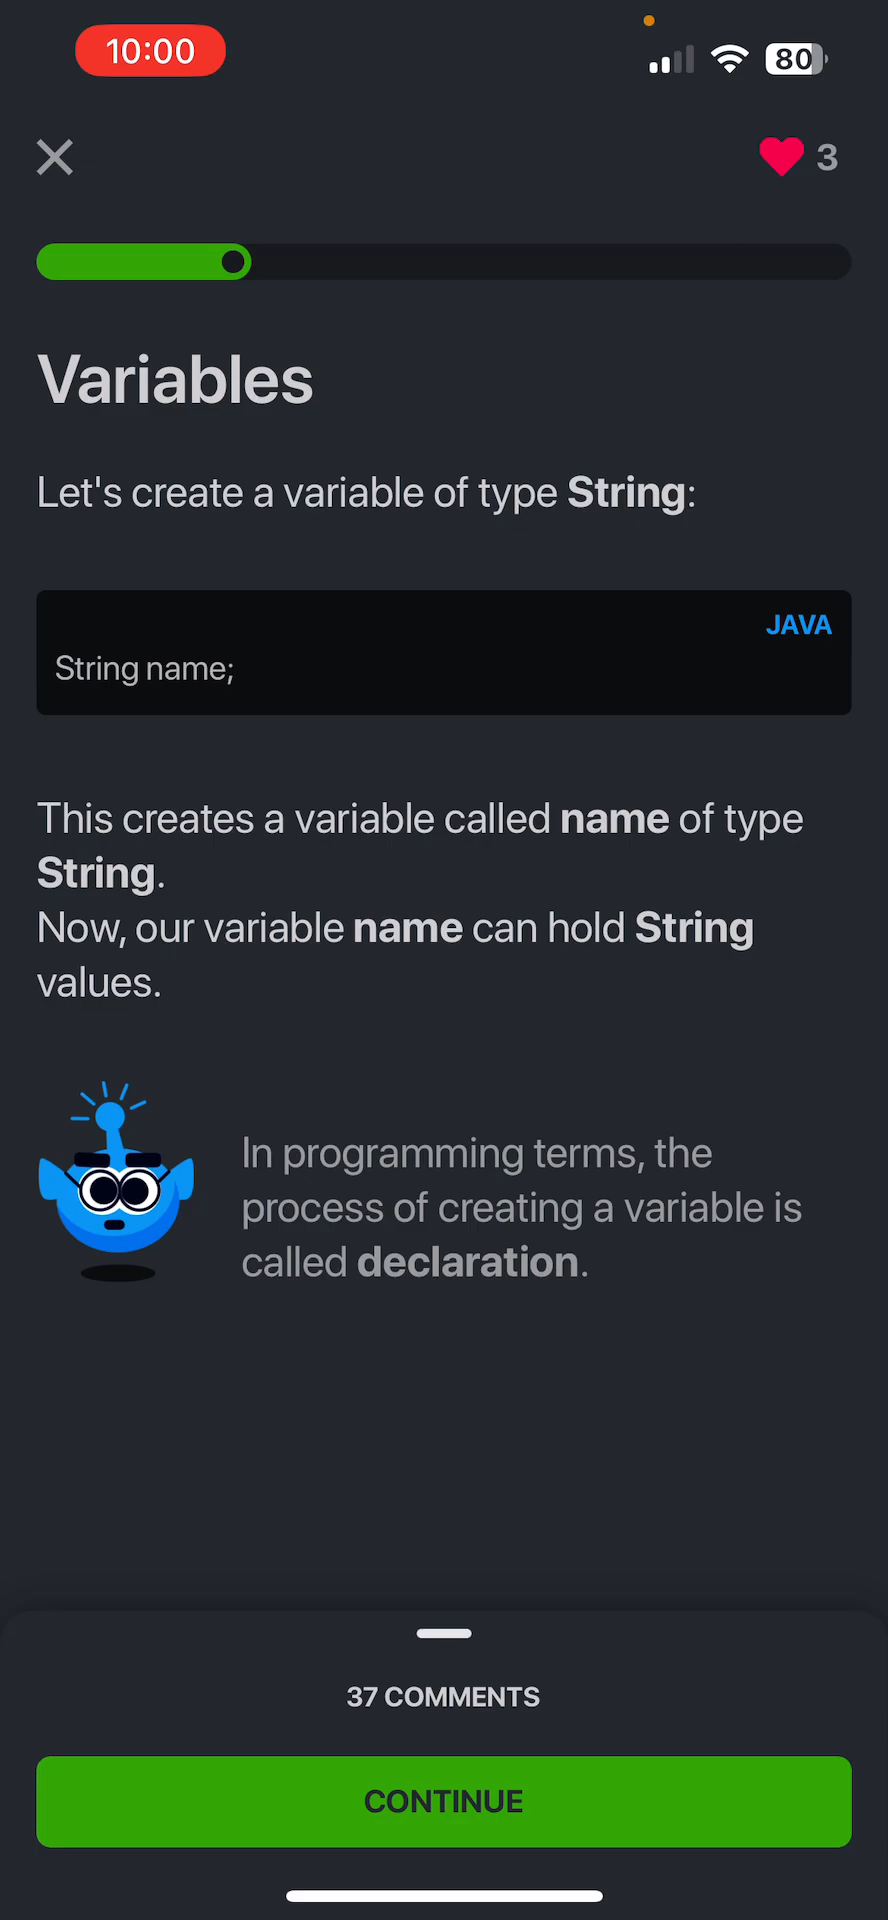 10:00
80
3
Variables
Let's create a variable of type String:
JAVA
String name;
This creates a variable called name of type
String.
Now, our variable name can hold String
values.
In programming terms, the
process of creating a variable is
called declaration.
37 COMMENTS
CONTINUE